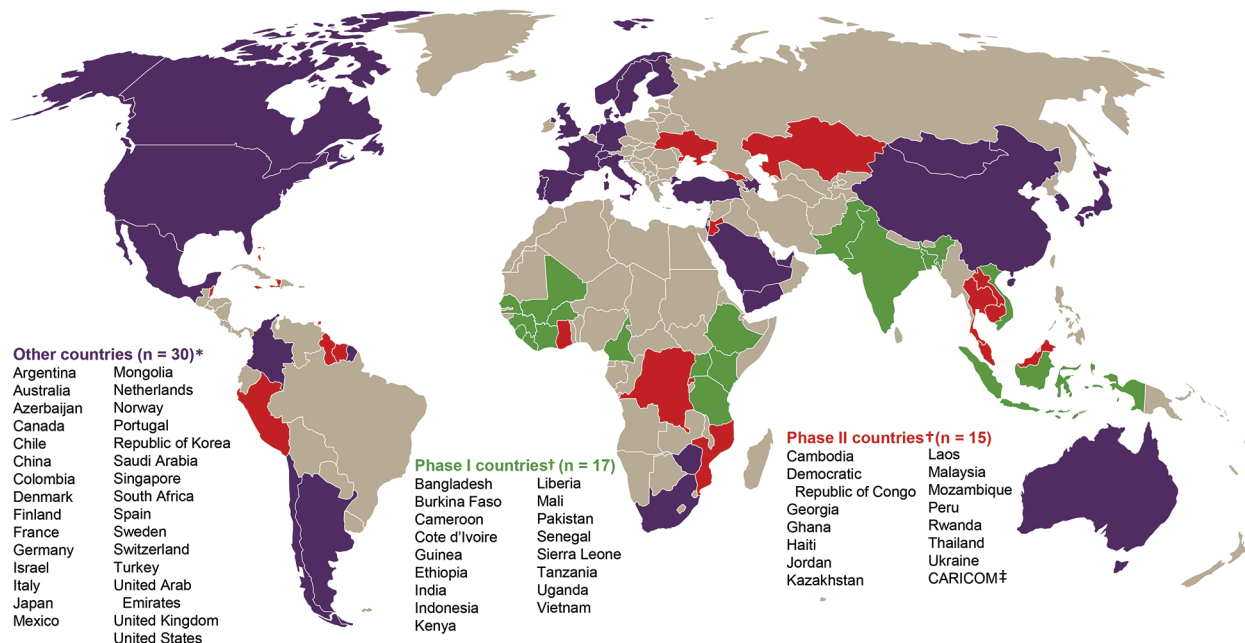 Other countries (n = 30)*
Argentina
Australia
Azerbaijan
Canada
Chile
China
Colombia
Denmark
Finland
France
Germany
Israel
Italy
Japan
Mexico
Mongolia
Netherlands
Norway
Portugal
Republic of Korea
Saudi Arabia
Singapore
South Africa
Spain
Sweden
Switzerland
Turkey
United Arab
Emirates
United Kingdom
United States
Phase I countries† (n = 17)
Bangladesh
Burkina Faso
Cameroon
Cote d’Ivoire
Guinea
Ethiopia
India
Indonesia
Kenya
Liberia
Mali
Pakistan
Senegal
Sierra Leone
Tanzania
Uganda
Vietnam
Phase II countries† (n = 15)
Cambodia
Democratic
Republic of Congo
Georgia
Ghana
Haiti
Jordan
Kazakhstan
Laos
Malaysia
Mozambique
Peru
Rwanda
Thailand
Ukraine
CARICOM‡